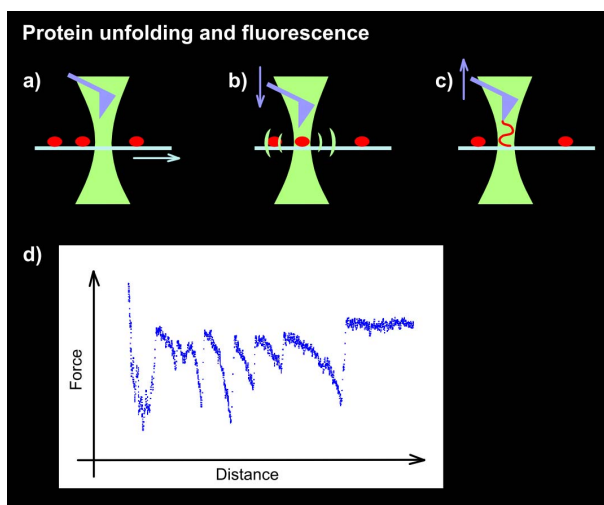 Protein unfolding and fluorescence
a)
b)
c)
d)
Force
Distance